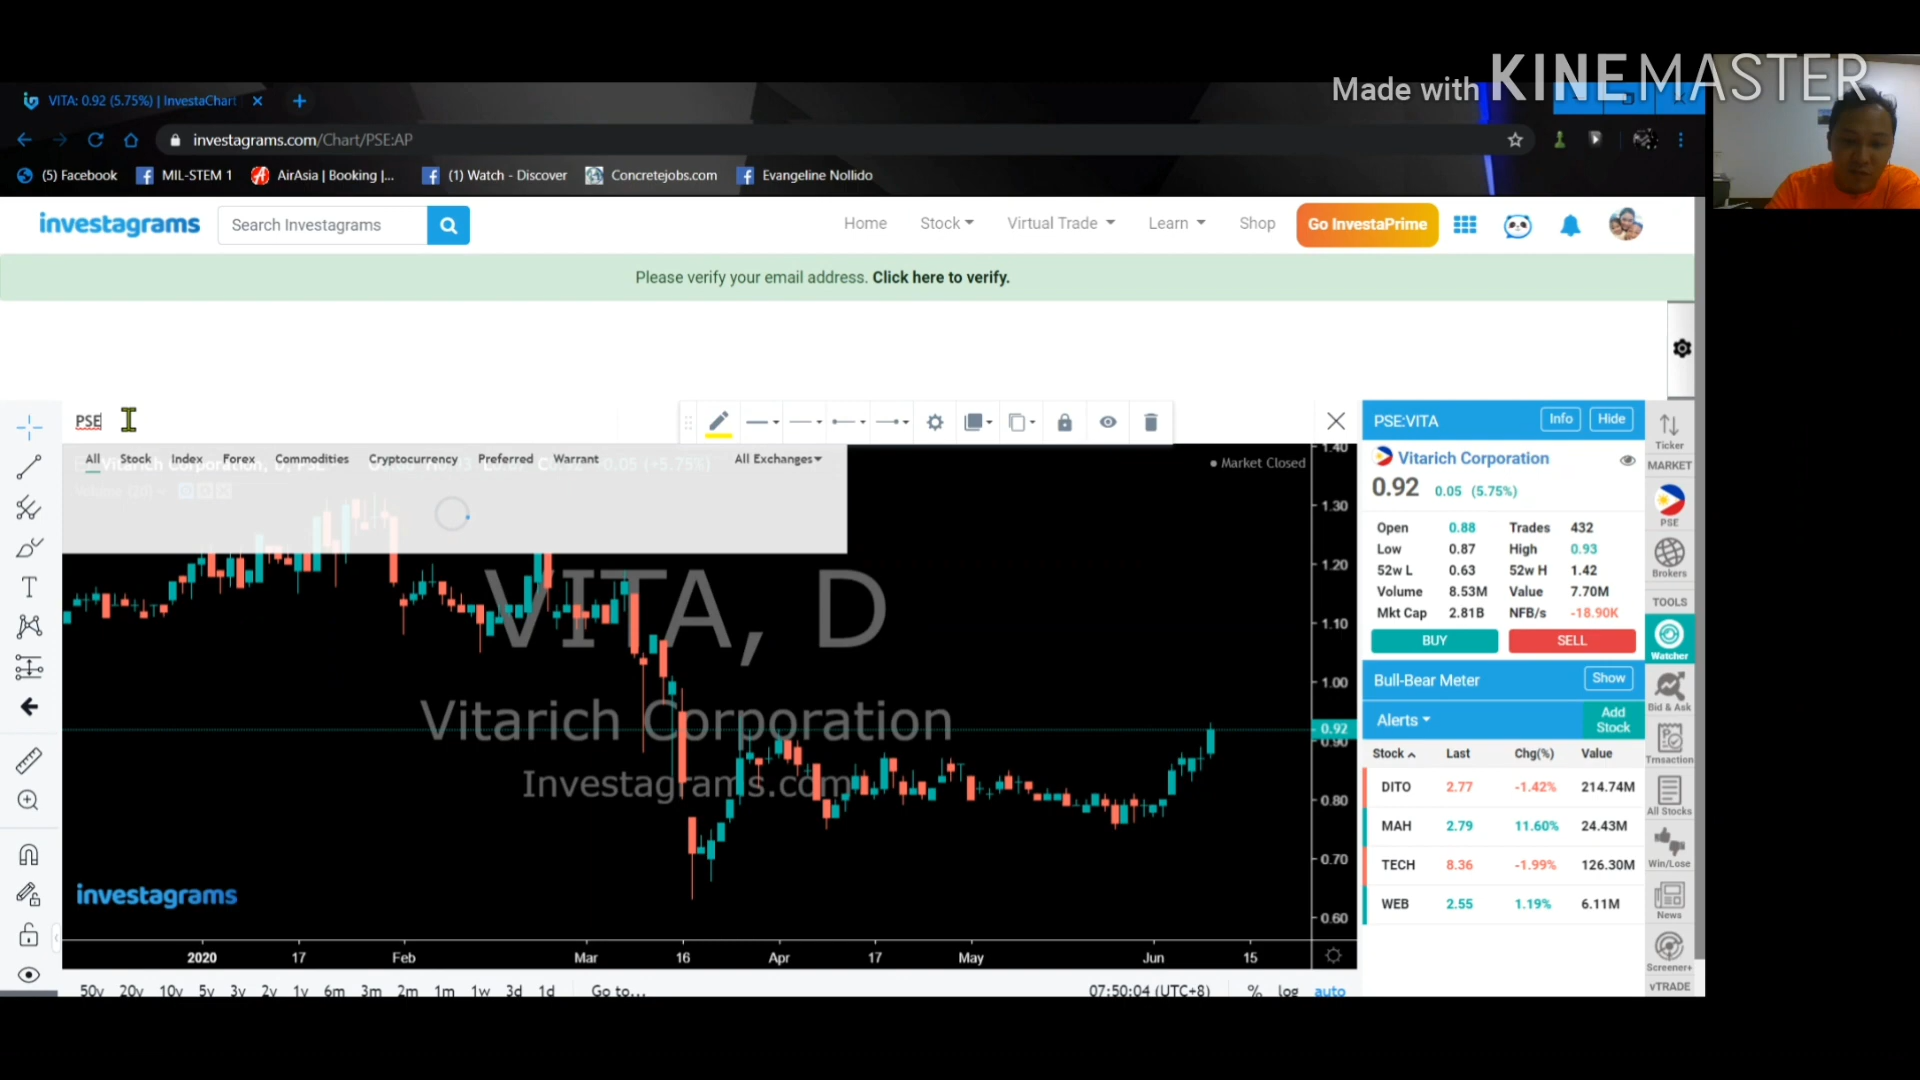 Made with KINEMASTER
VITA: 0.92 (5.75%) | InvestaChart
investagrams.com/Chart/PSE:AP
(5) Facebook MIL-STEM 1 AirAsia | Booking |... (1) Watch - Discover Concretejobs.com Evangeline Nollido
investagrams Search Investagrams Home Stock Virtual Trade Learn Shop Go InvestaPrime
Please verify your email address. Click here to verify.
PSE
All Stock Index Forex Commodities Cryptocurrency Preferred Warrant All Exchanges
Vitarich Corporation, D, PSE
Volume (20)
Market Closed
VITA, D
Vitarich Corporation
Investagrams.com
investagrams
1.40
1.30
1.20
1.10
1.00
0.92
0.90
0.80
0.70
0.60
2020 17 Feb Mar 16 Apr 17 May Jun 15
50y 20y 10y 5y 3y 2y 1y 6m 3m 2m 1m 1w 3d 1d Go to... 07:50:04 (UTC+8) % log auto
PSE:VITA Info Hide
Vitarich Corporation
0.92 0.05 (5.75%)
Open 0.88 Trades 432
Low 0.87 High 0.93
52w L 0.63 52w H 1.42
Volume 8.53M Value 7.70M
Mkt Cap 2.81B NFB/s -18.90K
BUY SELL
Bull-Bear Meter Show
Alerts Add Stock
Stock Last Chg(%) Value
DITO 2.77 -1.42% 214.74M
MAH 2.79 11.60% 24.43M
TECH 8.36 -1.99% 126.30M
WEB 2.55 1.19% 6.11M
Ticker
MARKET
PSE
Brokers
TOOLS
Watcher
Bid & Ask
Trnsaction
All Stocks
Win/Lose
News
Screener+
vTRADE